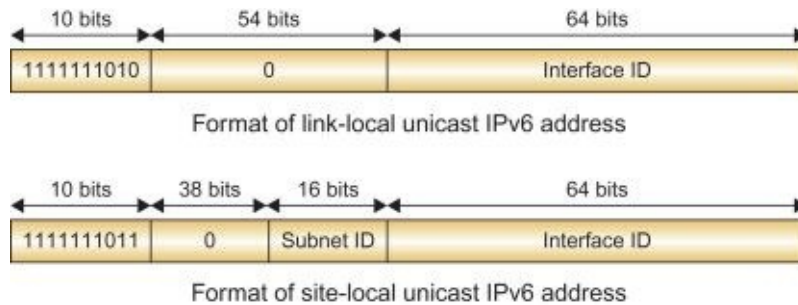 10 bits 54 bits 64 bits
1111111010 0 Interface ID
Format of link-local unicast IPv6 address
10 bits 38 bits 16 bits 64 bits
1111111011 0 Subnet ID Interface ID
Format of site-local unicast IPv6 address